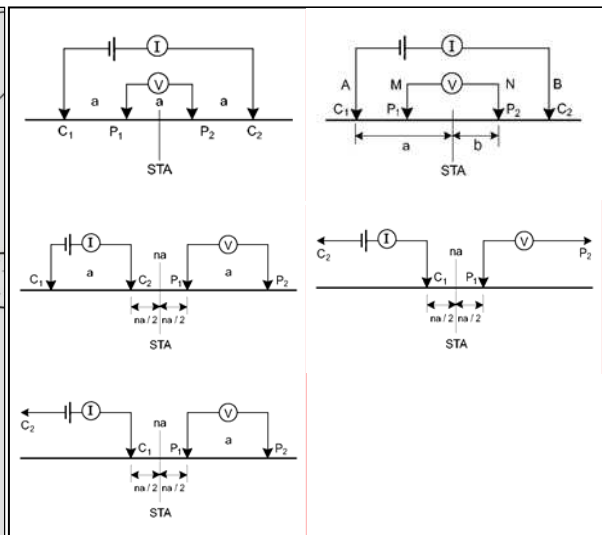 I
V
a a a
C1 P1 P2 C2
STA
I
A M V N B
C1 P1 P2 C2
a b
STA
I na V
C1 a C2 P1 a P2
na / 2 na / 2
STA
I na V
C2 P2
C1 P1
na / 2 na / 2
STA
I na V
C2 C1 P1 a P2
na / 2 na / 2
STA